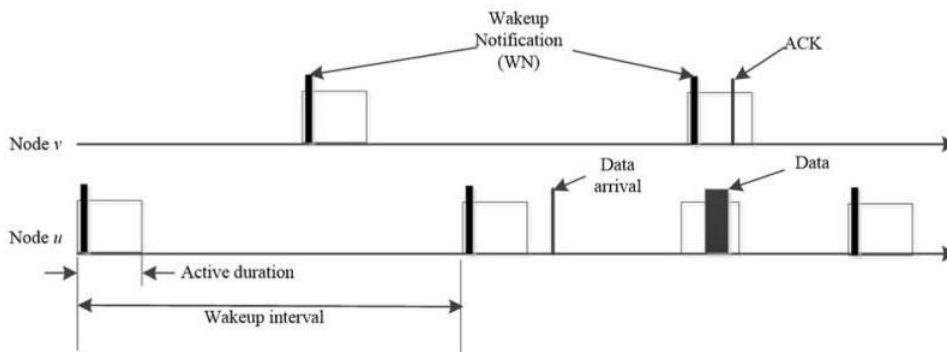 Wakeup
Notification
(WN)
ACK
Node v
Data
arrival
Data
Node u
Active duration
Wakeup interval